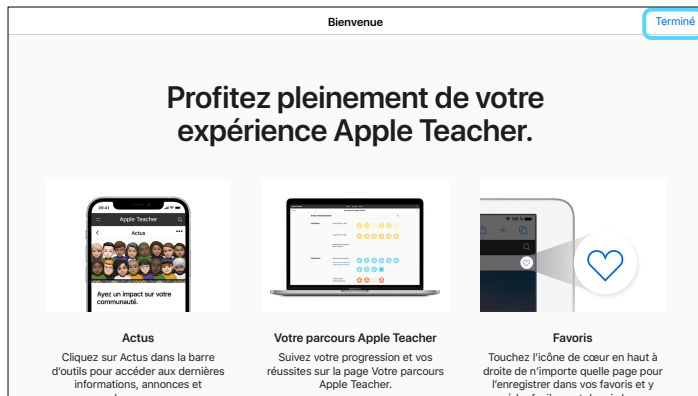 Bienvenue
Terminé
Profitez pleinement de votre
expérience Apple Teacher.
09:41
Apple Teacher
Actus
Ayez un impact sur votre
communauté.
100 %
Actus
Cliquez sur Actus dans la barre
d'outils pour accéder aux dernières
informations, annonces et
Votre parcours Apple Teacher
Suivez votre progression et vos
réussites sur la page Votre parcours
Apple Teacher.
Favoris
Touchez l'icône de cœur en haut à
droite de n'importe quelle page pour
l'enregistrer dans vos favoris et y